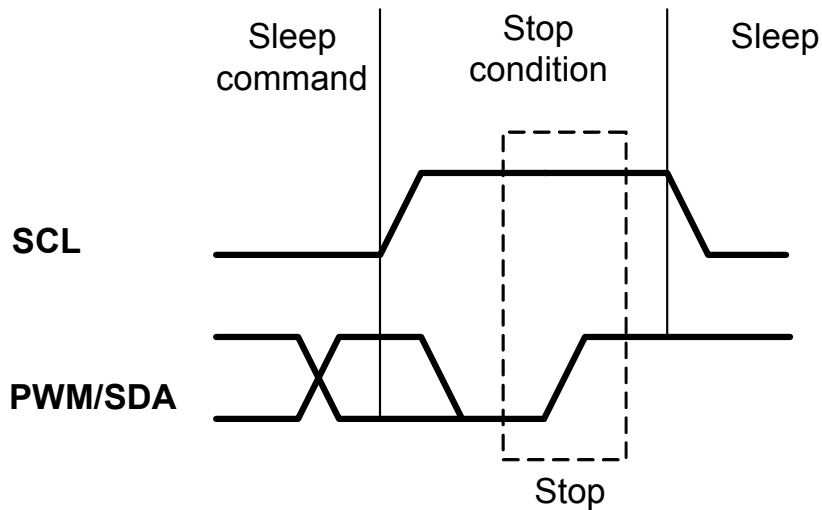 Sleep
command
Stop
condition
Sleep
SCL
PWM/SDA
Stop